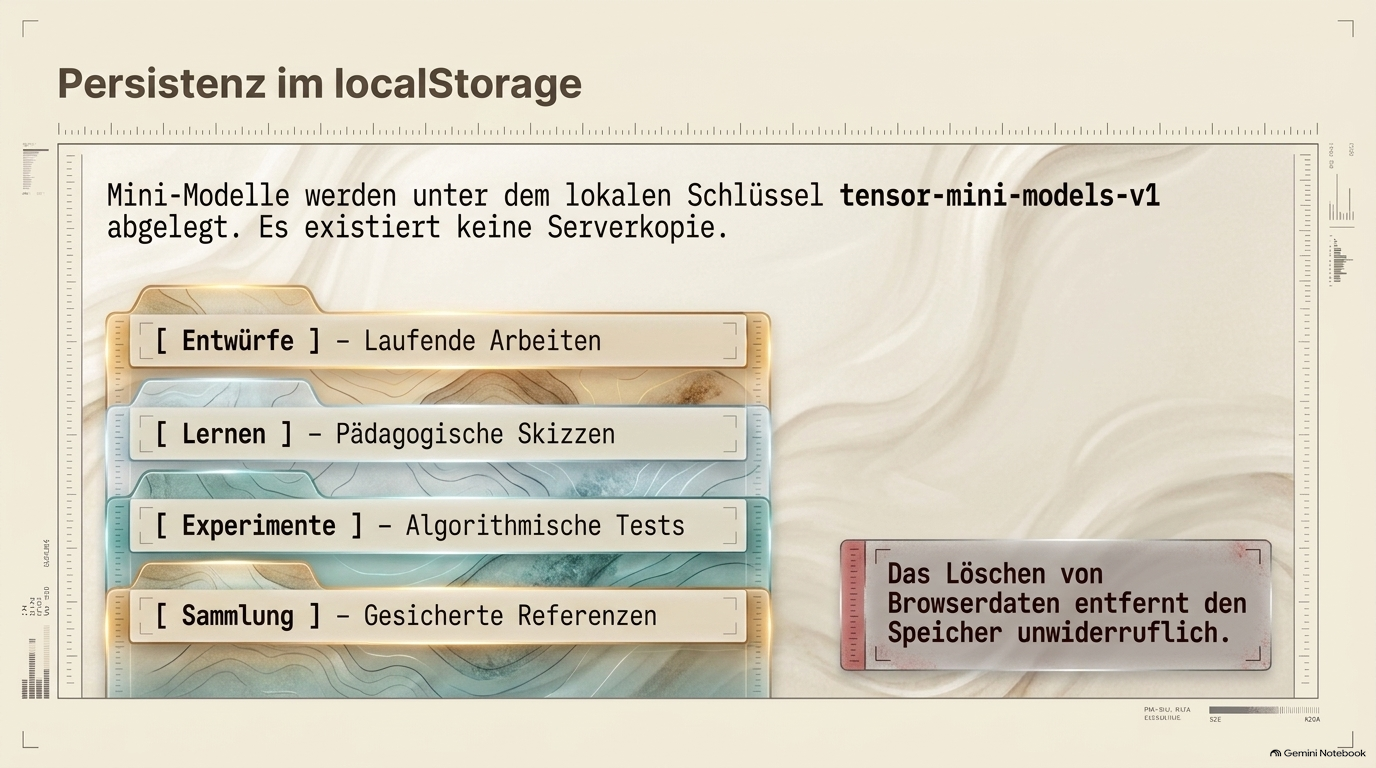 Persistenz im localStorage
Mini-Modelle werden unter dem lokalen Schlüssel tensor-mini-models-v1
abgelegt. Es existiert keine Serverkopie.
[ Entwürfe ] – Laufende Arbeiten
[ Lernen ] – Pädagogische Skizzen
[ Experimente ] – Algorithmische Tests
[ Sammlung ] – Gesicherte Referenzen
Das Löschen von
Browserdaten entfernt den
Speicher unwiderruflich.
Gemini Notebook